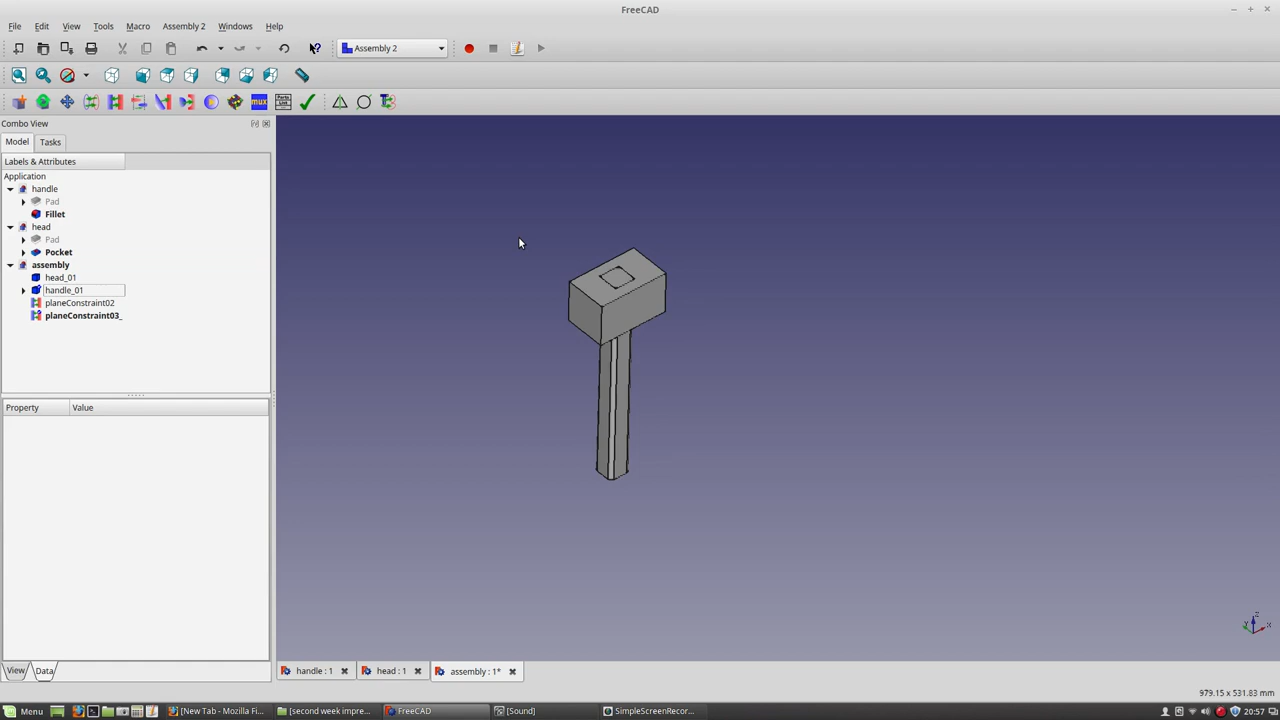 FreeCAD
File Edit View Tools Macro Assembly 2 Windows Help
Assembly 2
mux
Parts List
Combo View
Model Tasks
Labels & Attributes
Application
handle
Pad
Fillet
head
Pad
Pocket
assembly
head_01
handle_01
planeConstraint02
planeConstraint03_
Property Value
Z
Y X
View Data
handle : 1 head : 1 assembly : 1*
979.15 x 531.83 mm
Menu [New Tab - Mozilla Fi... [second week impre... FreeCAD [Sound] SimpleScreenRecor... 20:57